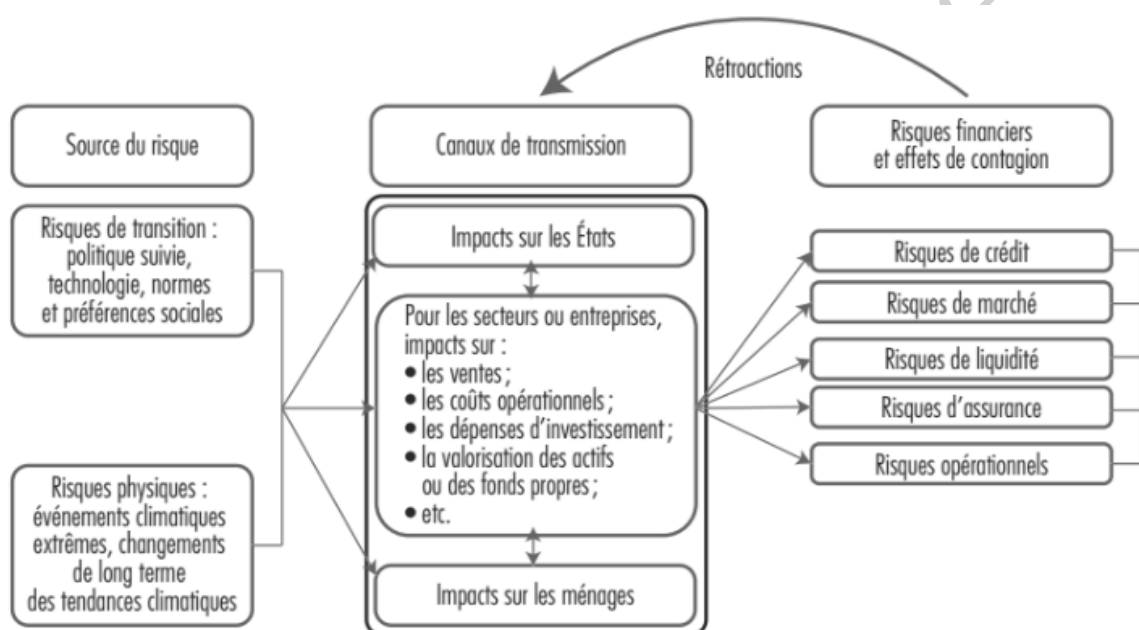 Rétroactions
Source du risque
Canaux de transmission
Risques financiers
et effets de contagion
Risques de transition :
politique suivie,
technologie, normes
et préférences sociales
Risques physiques :
événements climatiques
extrêmes, changements
de long terme
des tendances climatiques
Impacts sur les États
Pour les secteurs ou entreprises,
impacts sur :
• les ventes ;
• les coûts opérationnels ;
• les dépenses d'investissement ;
• la valorisation des actifs
ou des fonds propres ;
• etc.
Impacts sur les ménages
Risques de crédit
Risques de marché
Risques de liquidité
Risques d'assurance
Risques opérationnels